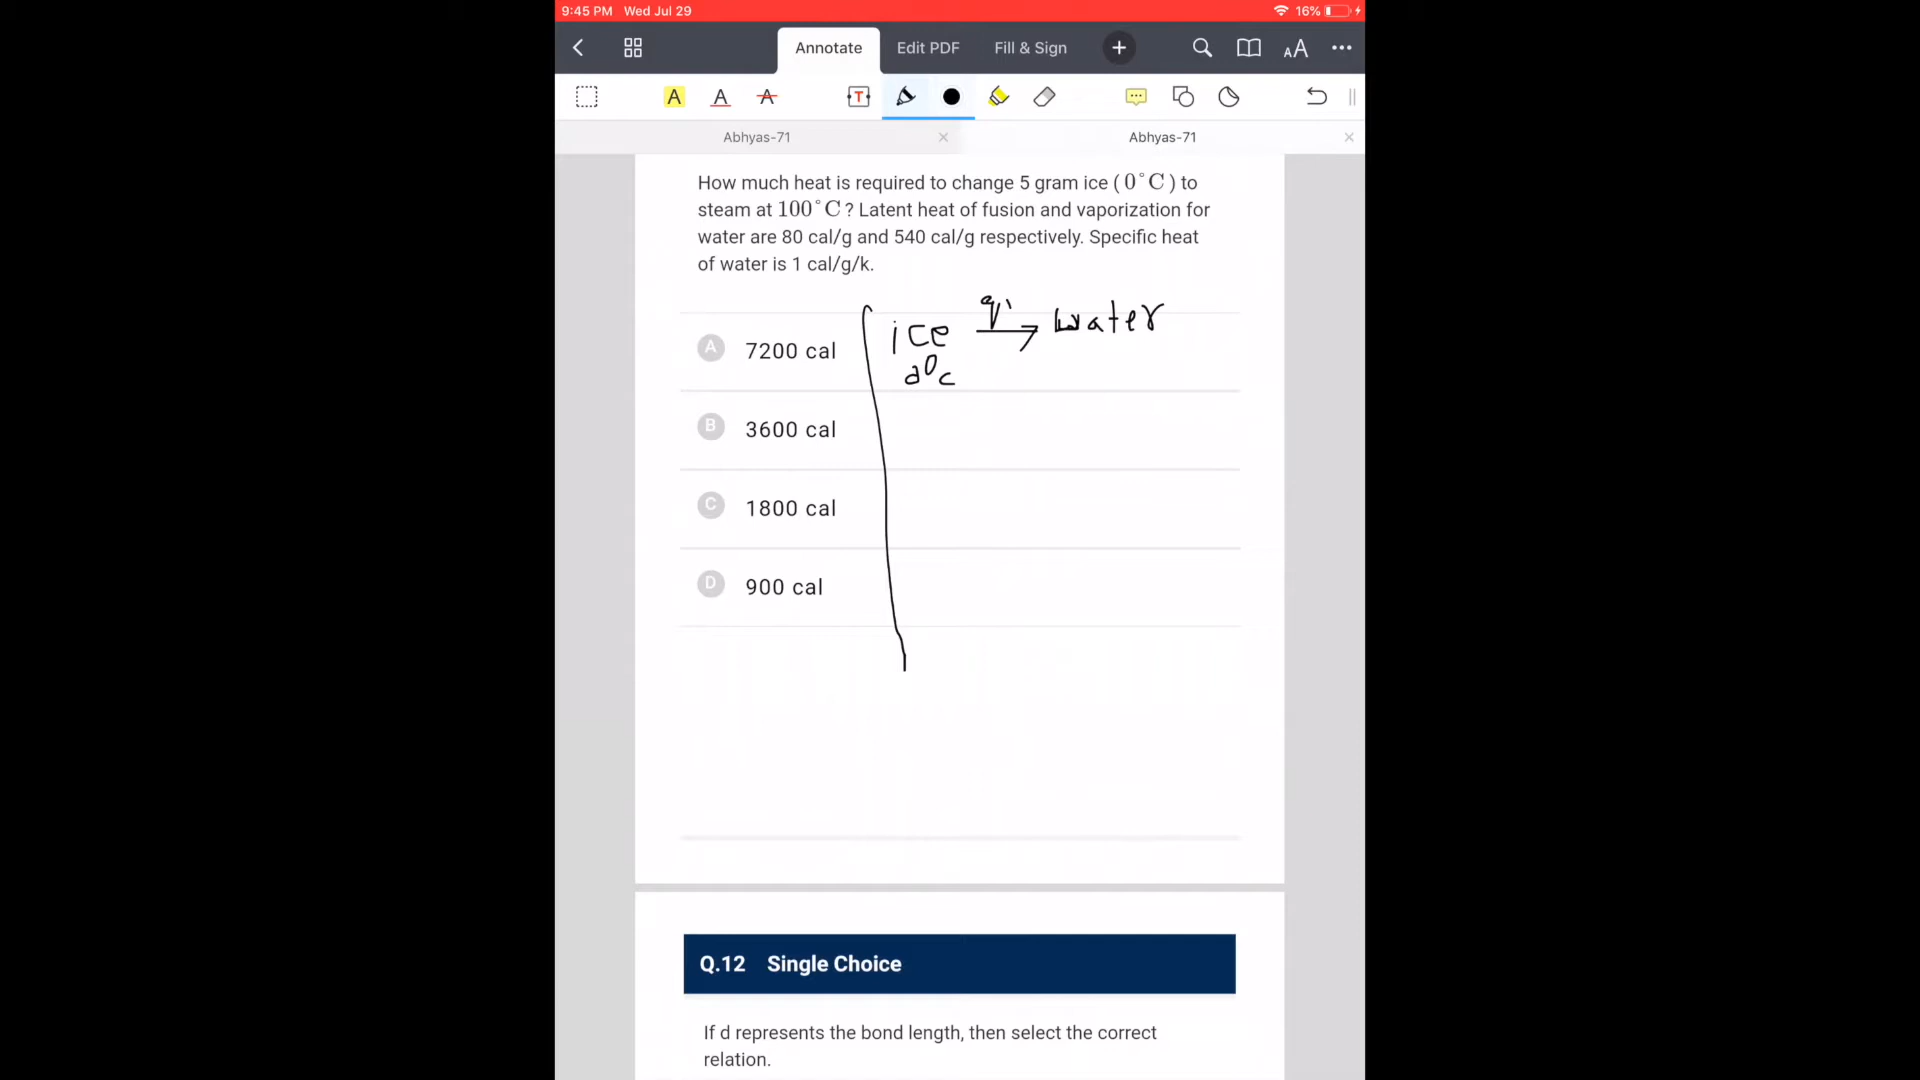 9:45 PM Wed Jul 29 16%
Annotate Edit PDF Fill & Sign
Abhyas-71 Abhyas-71
How much heat is required to change 5 gram ice (0°C) to
steam at 100°C? Latent heat of fusion and vaporization for
water are 80 cal/g and 540 cal/g respectively. Specific heat
of water is 1 cal/g/k.
ice → water
0°c
A 7200 cal
B 3600 cal
C 1800 cal
D 900 cal
Q.12 Single Choice
If d represents the bond length, then select the correct
relation.